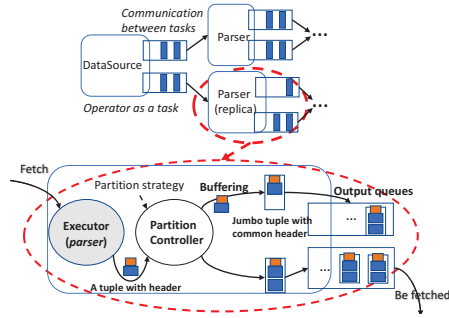 Communication
between tasks
Parser
...
DataSource
Operator as a task
Parser
(replica)
...
Fetch
Partition strategy
Buffering
Output queues
Executor
(parser)
Partition
Controller
Jumbo tuple with
common header
...
A tuple with header
...
Be fetched